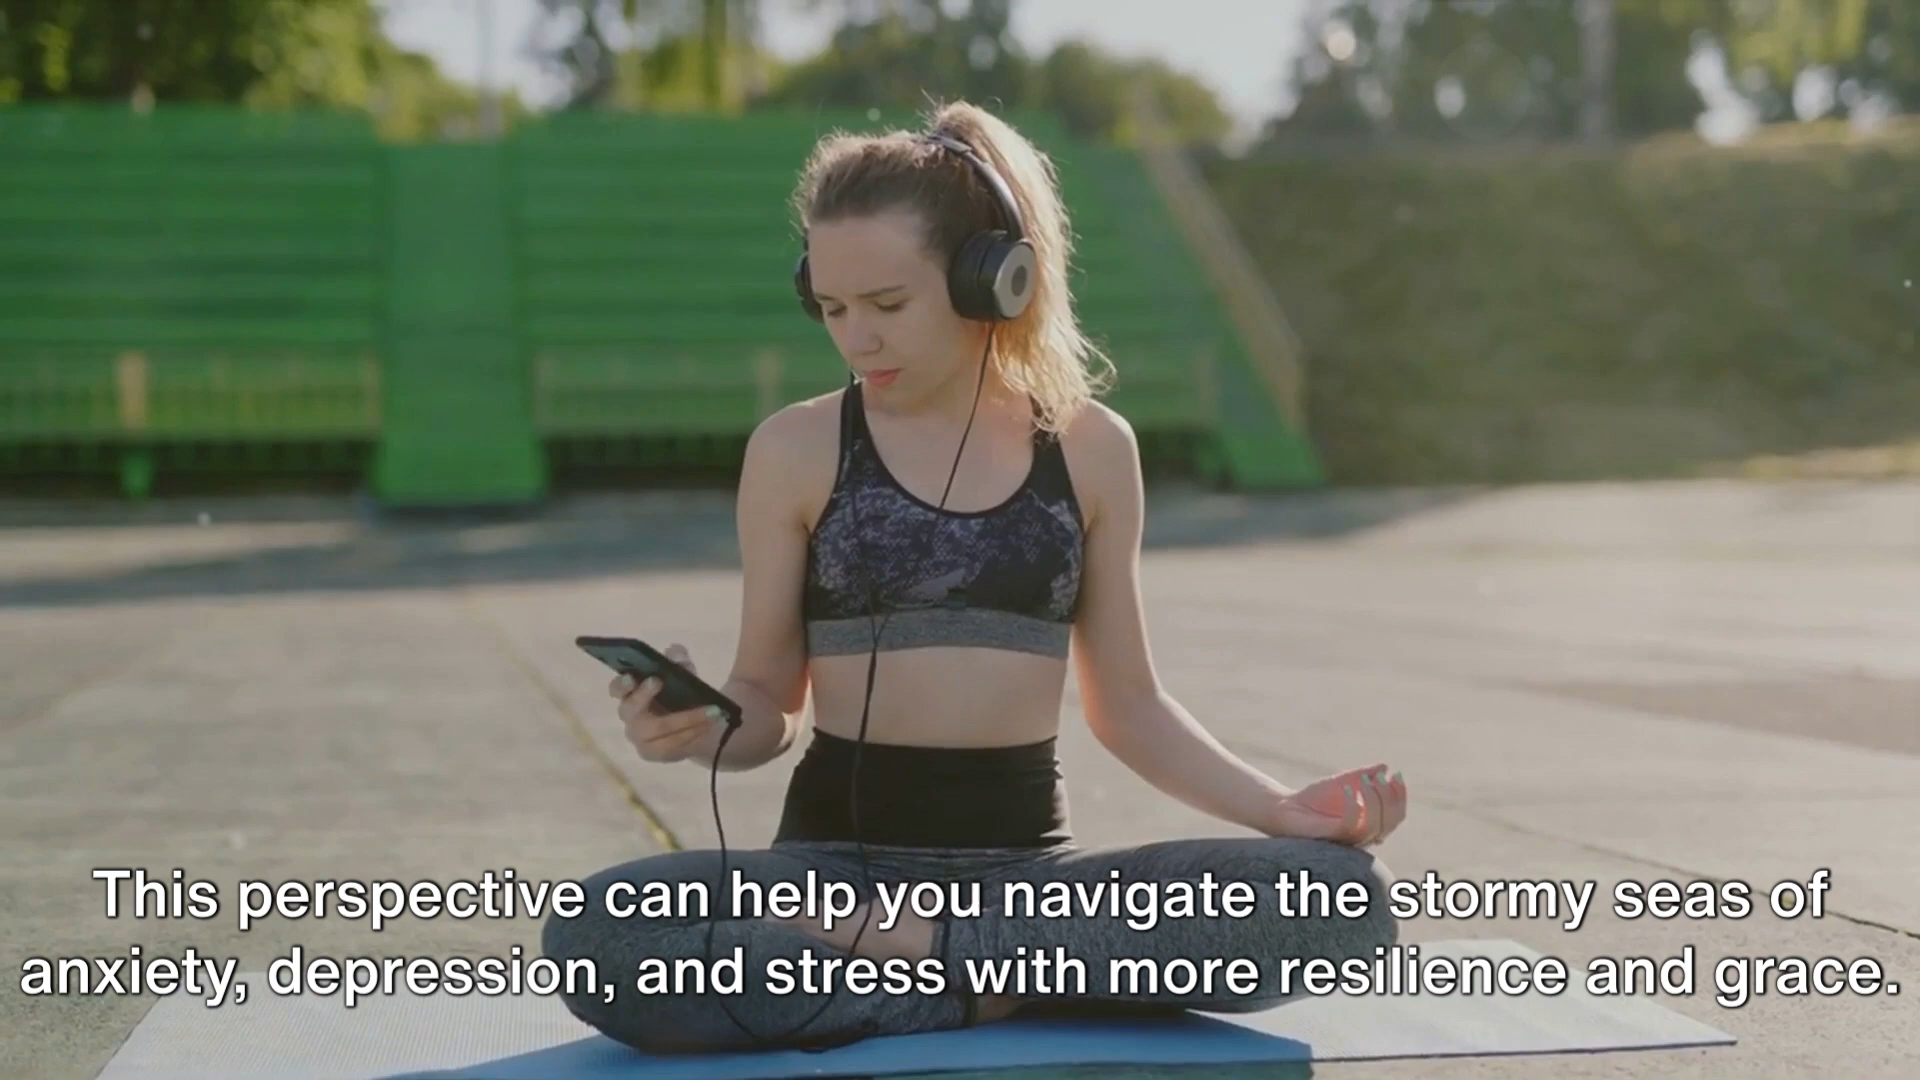 This perspective can help you navigate the stormy seas of
anxiety, depression, and stress with more resilience and grace.